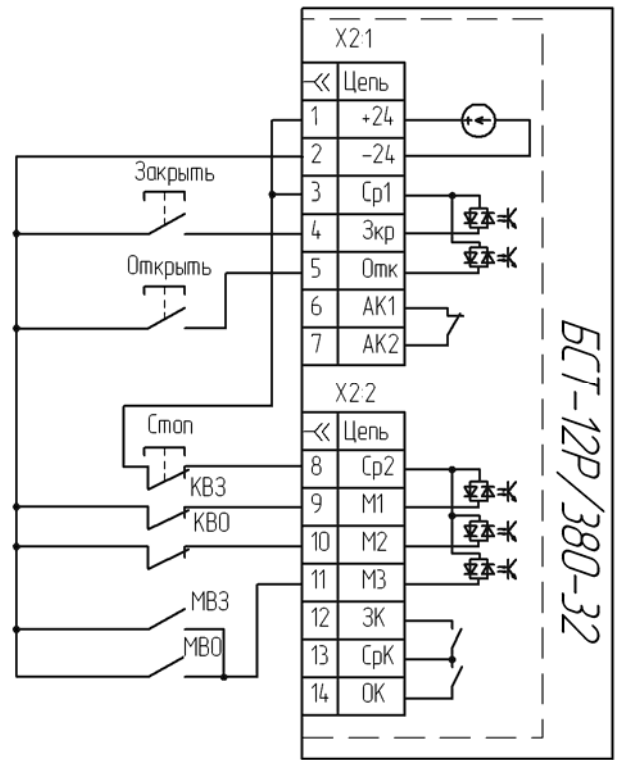 X2:1
Цепь
1 +24
2 -24
3 Ср1
4 Зкр
5 Отк
6 АК1
7 АК2
Закрыть
Открыть
X2:2
Цепь
8 Ср2
9 М1
10 М2
11 М3
12 ЗК
13 СрК
14 ОК
Стоп
КВЗ
КВО
МВЗ
МВО
БСТ-12Р/380-32